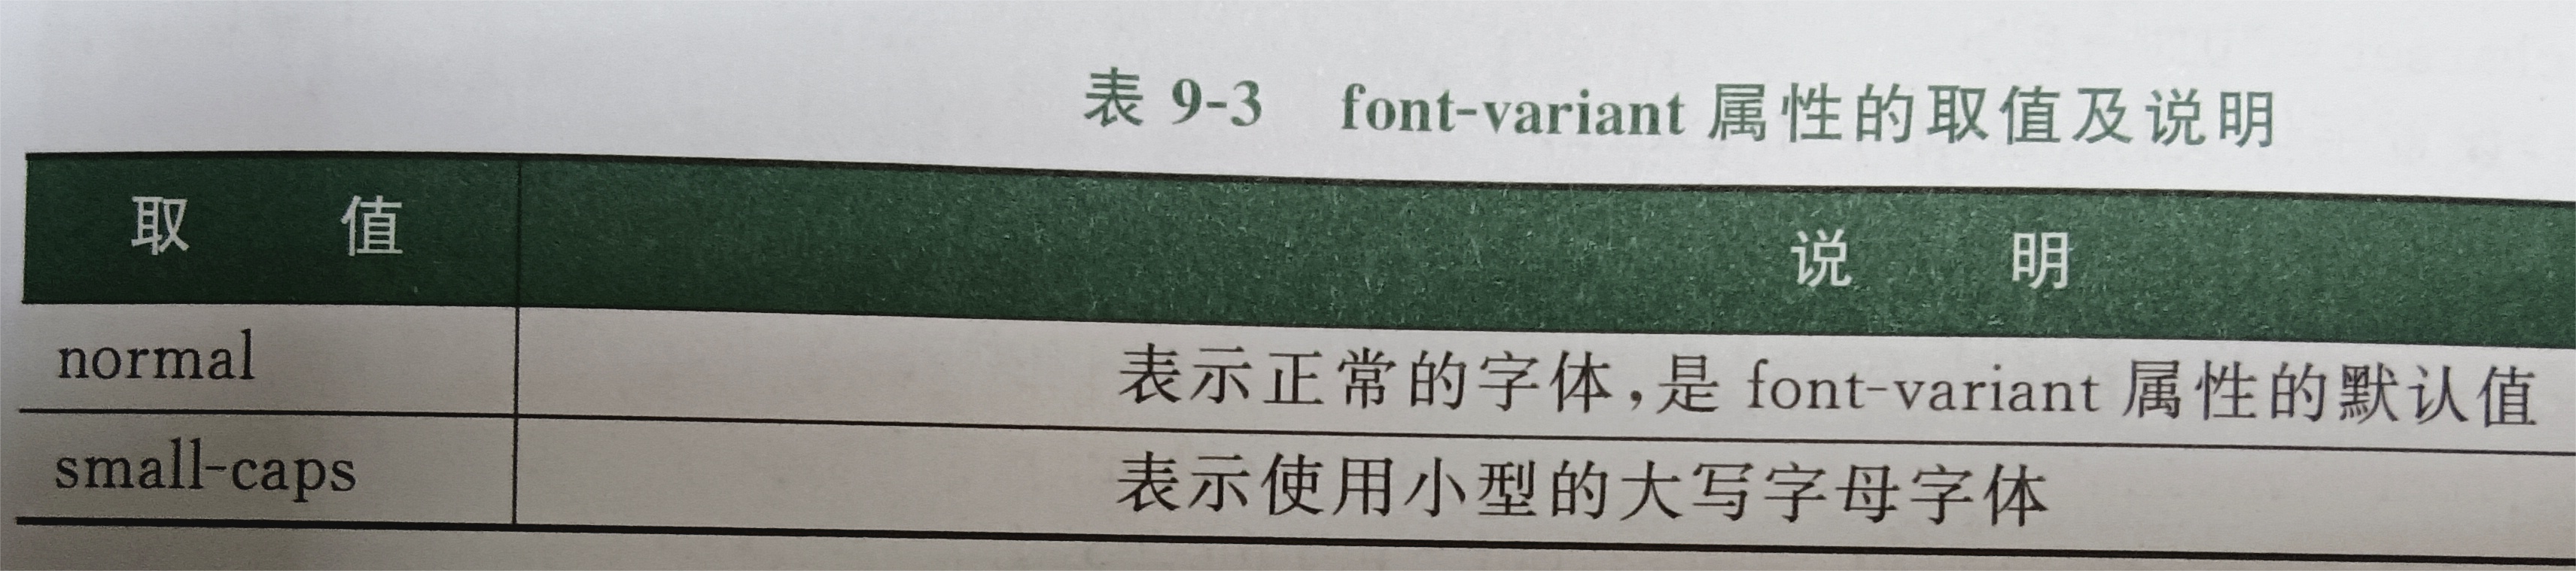 表 9-3 font-variant 属性的取值及说明
取 值 说 明
normal 表示正常的字体,是 font-variant 属性的默认值
small-caps 表示使用小型的大写字母字体